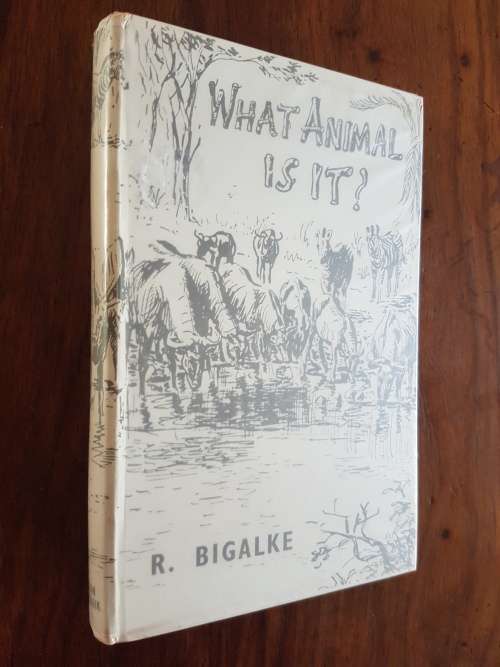 WHAT ANIMAL
IS IT?
R. BIGALKE